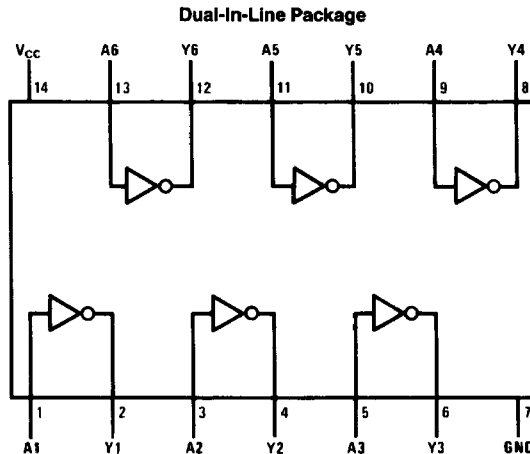 Dual-In-Line Package
VCC A6 Y6 A5 Y5 A4 Y4
14 13 12 11 10 9 8
1 2 3 4 5 6 7
A1 Y1 A2 Y2 A3 Y3 GND